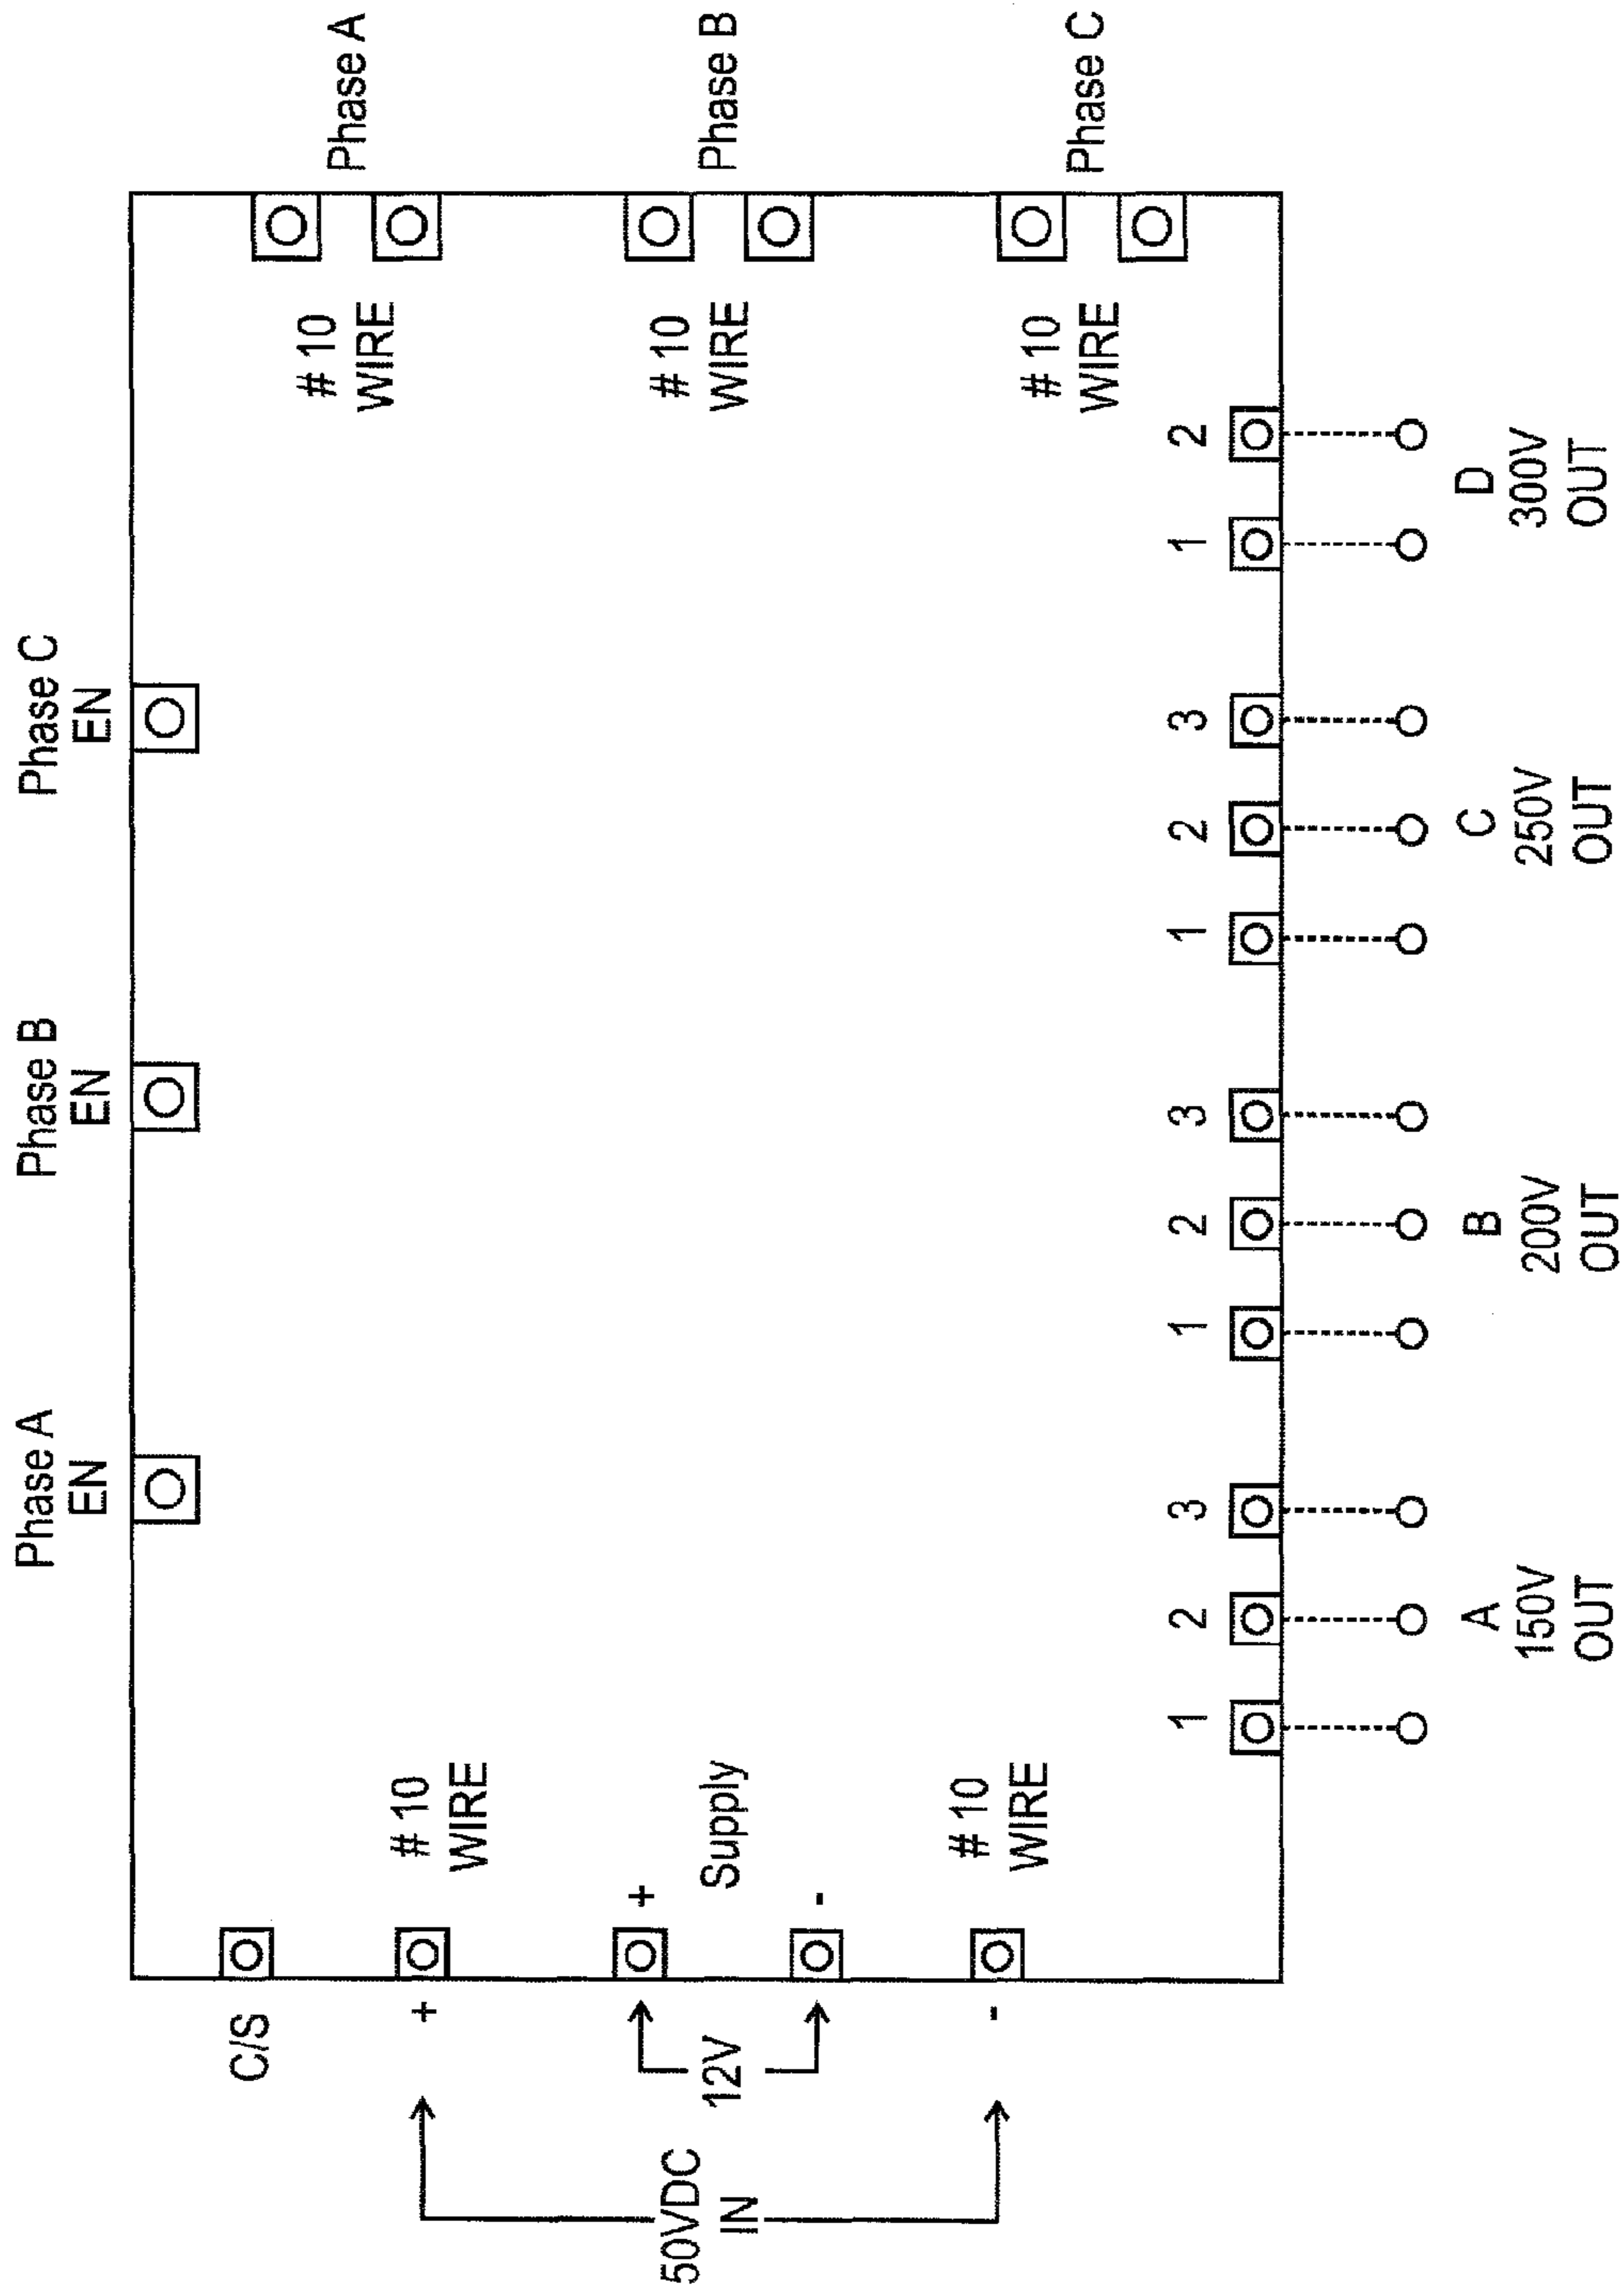 Phase A
EN
Phase B
EN
Phase C
EN
C/S
+
# 10
WIRE
50VDC
IN
12V
+
Supply
-
-
# 10
WIRE
# 10
WIRE
Phase A
# 10
WIRE
Phase B
# 10
WIRE
Phase C
1 2 3
1 2 3
1 2 3
1 2
A
150V
OUT
B
200V
OUT
C
250V
OUT
D
300V
OUT